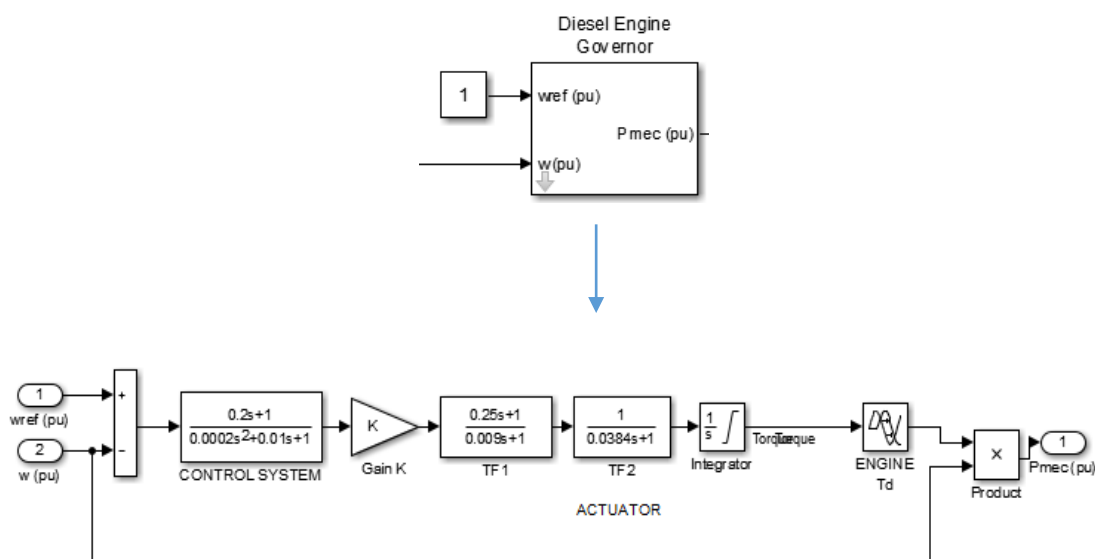 Diesel Engine
Governor
1
wref (pu)
Pmec (pu)
w (pu)
1
wref (pu)
2
w (pu)
+
−
0.2s+1
0.0002s²+0.01s+1
CONTROL SYSTEM
K
Gain K
0.25s+1
0.009s+1
TF1
1
0.0384s+1
TF2
ACTUATOR
1
s
Integrator
Torque
Torque
ENGINE
Td
×
Product
1
Pmec (pu)